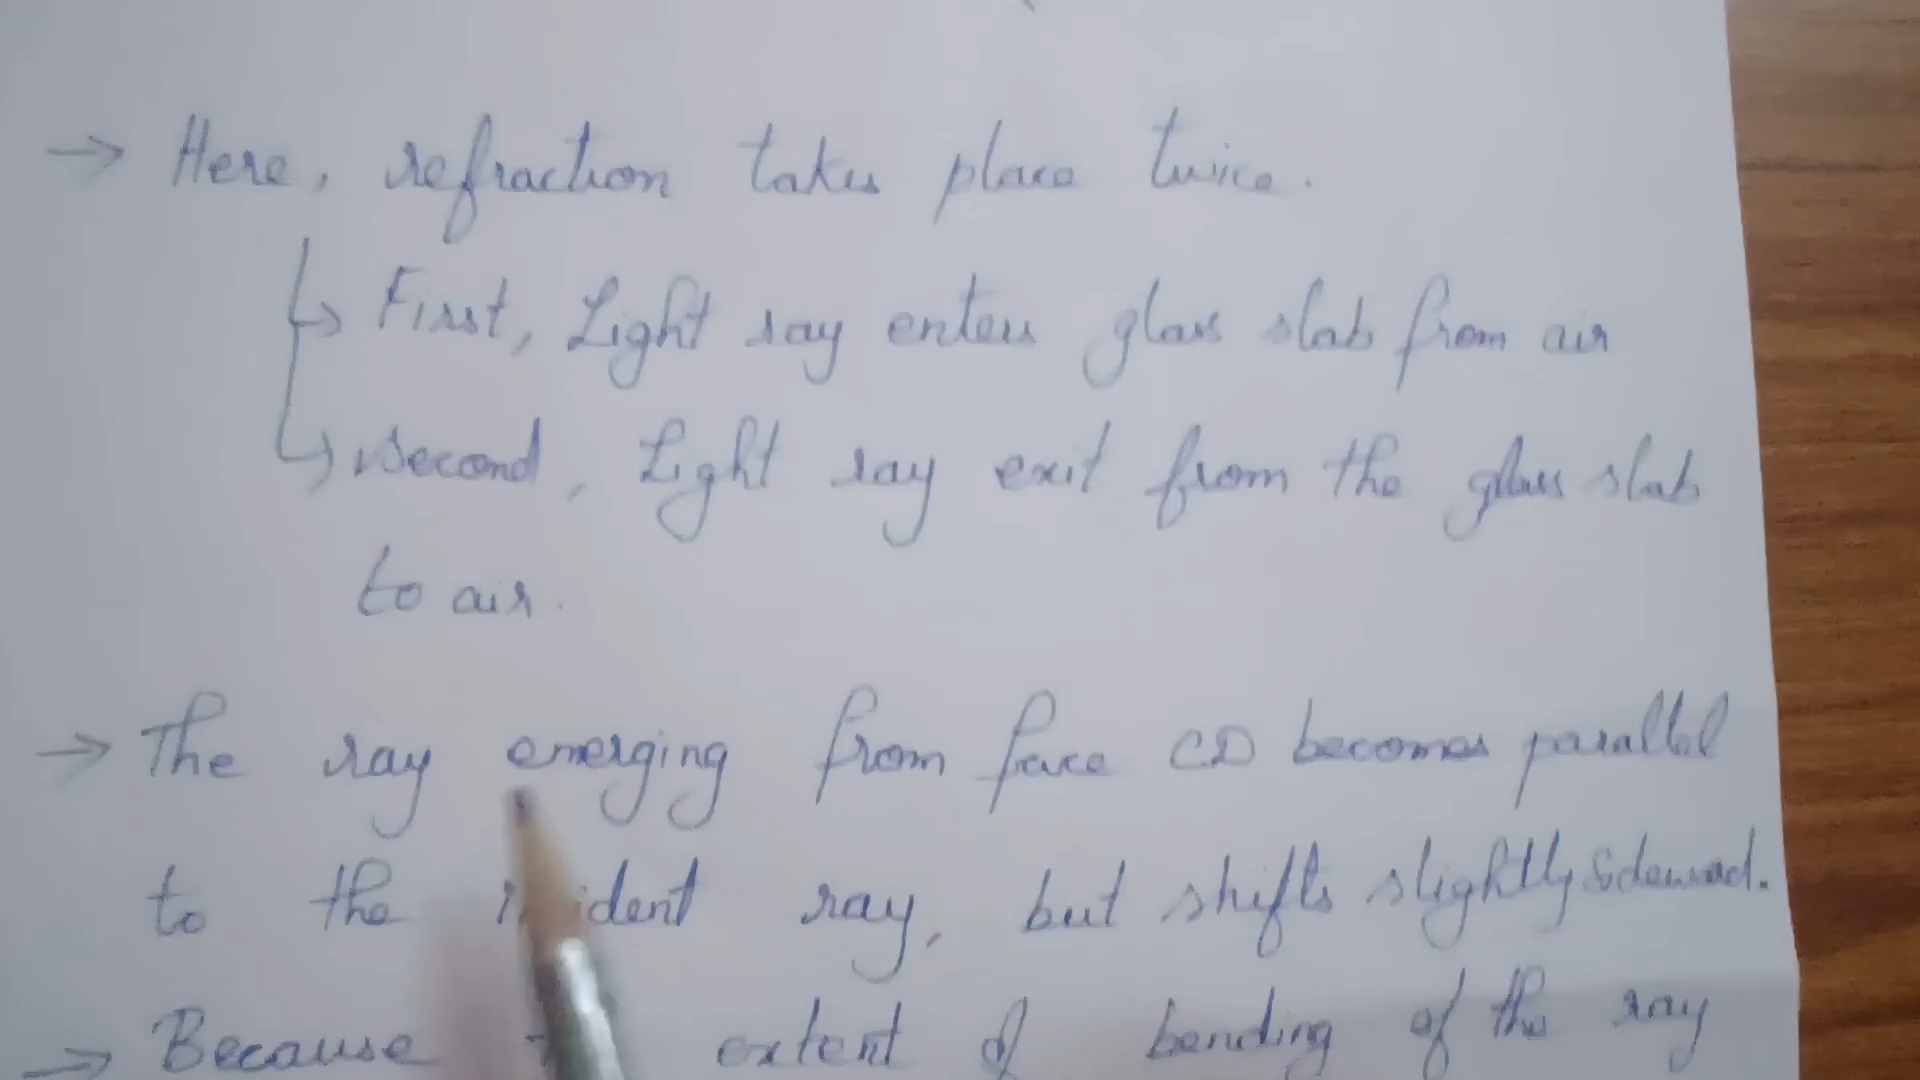 → Here, refraction takes place twice.
↳ First, Light ray enters glass slab from air
↳ Second, Light ray exit from the glass slab
to air.
→ The ray emerging from face CD becomes parallel
to the incident ray, but shifts slightly sideward.
→ Because extent of bending of the ray